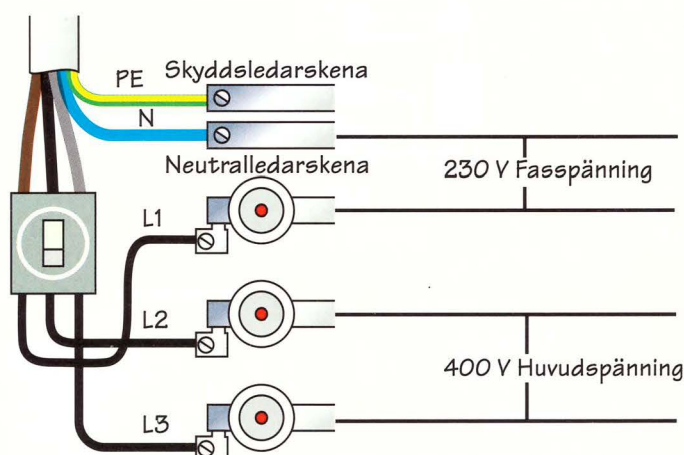 PE
Skyddsledarskena
N
Neutralledarskena
230 V Fasspänning
L1
L2
400 V Huvudspänning
L3